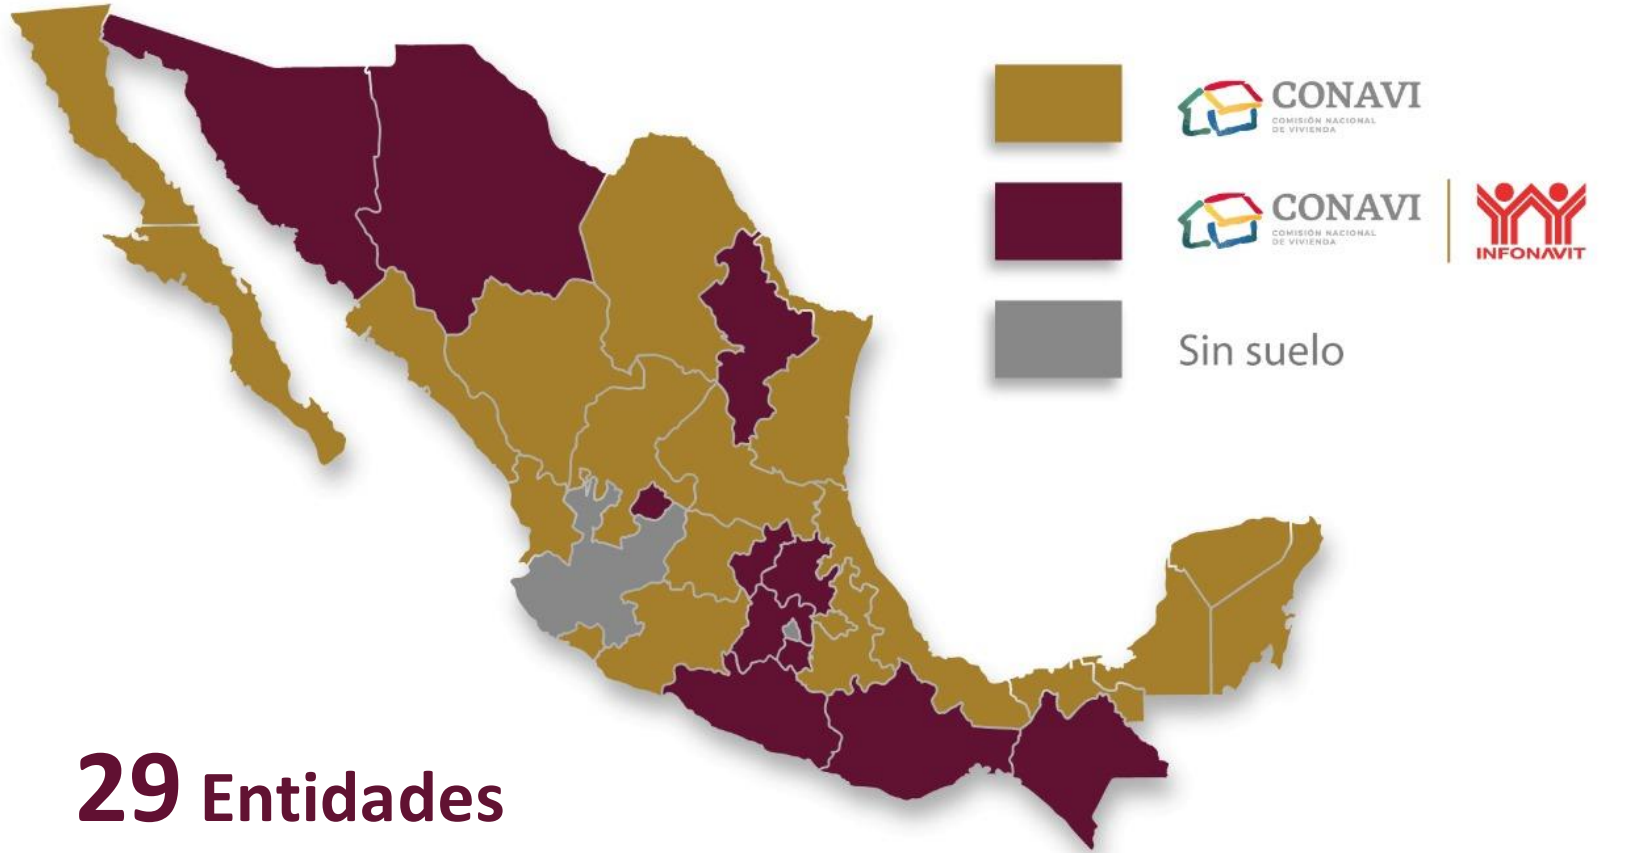 CONAVI
COMISIÓN NACIONAL
DE VIVIENDA
CONAVI
COMISIÓN NACIONAL
DE VIVIENDA
INFONAVIT
Sin suelo
29 Entidades